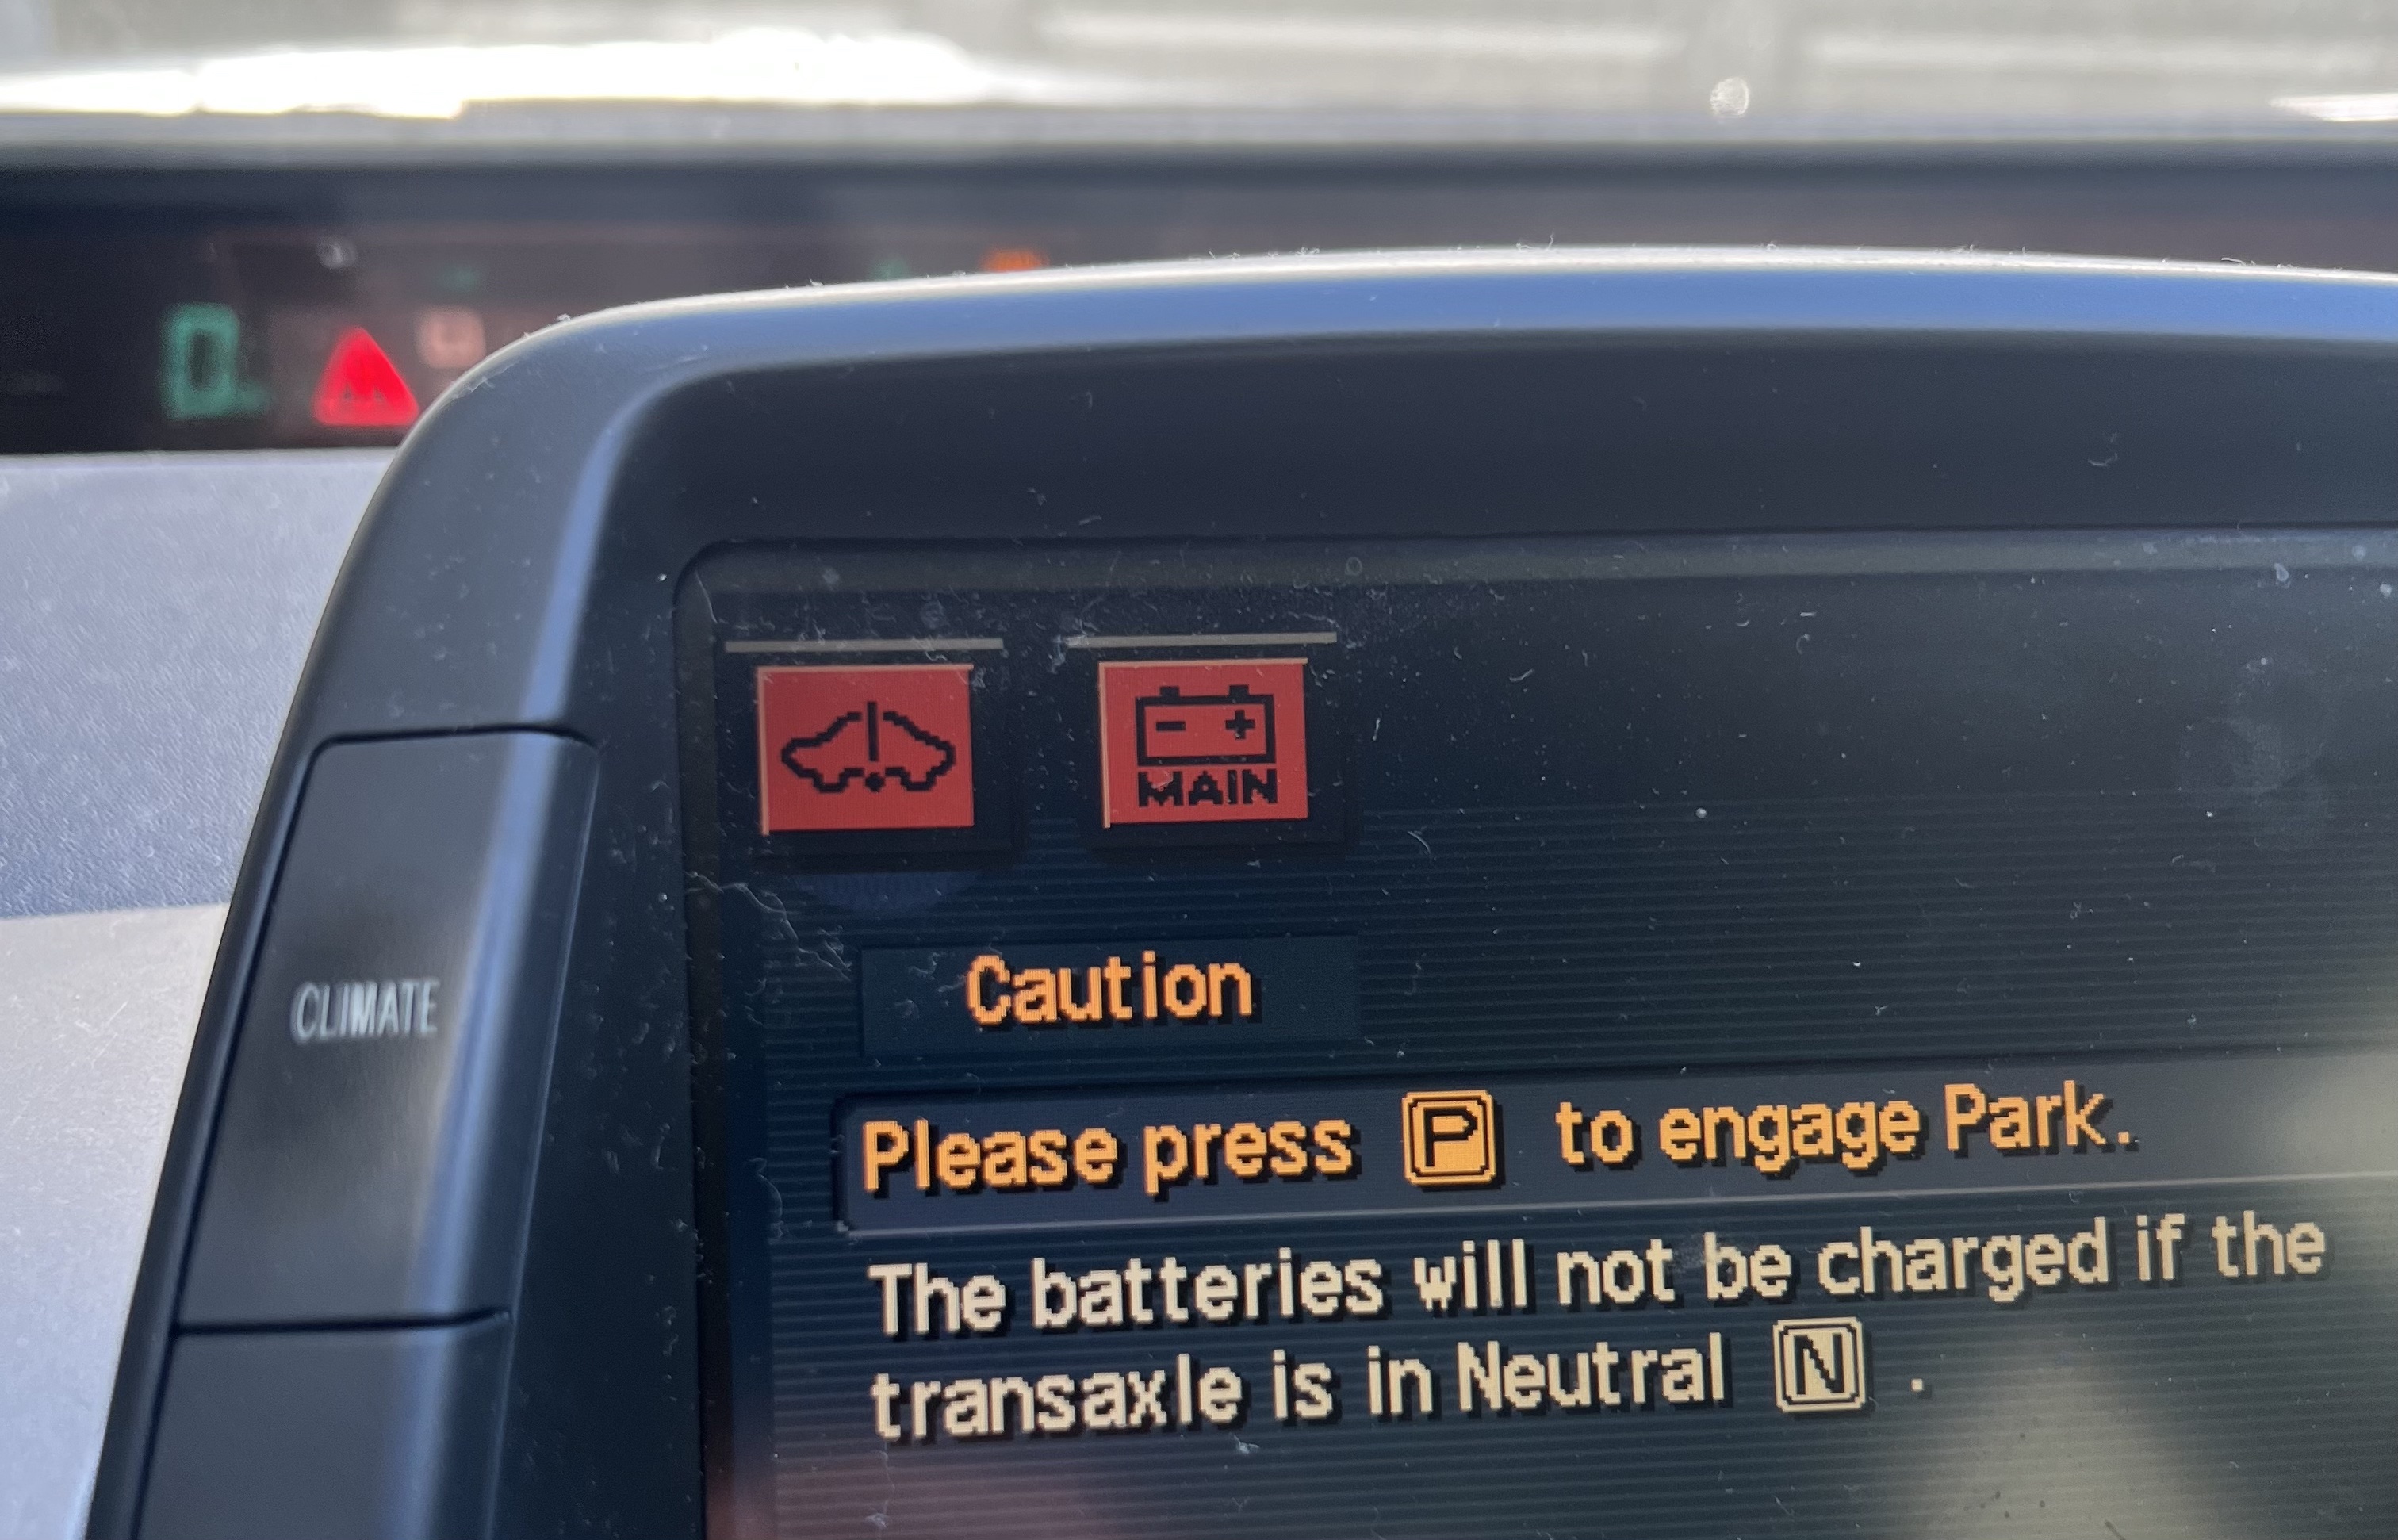 0
- +
MAIN
Caution
CLIMATE
Please press P to engage Park.
The batteries will not be charged if the
transaxle is in Neutral N .